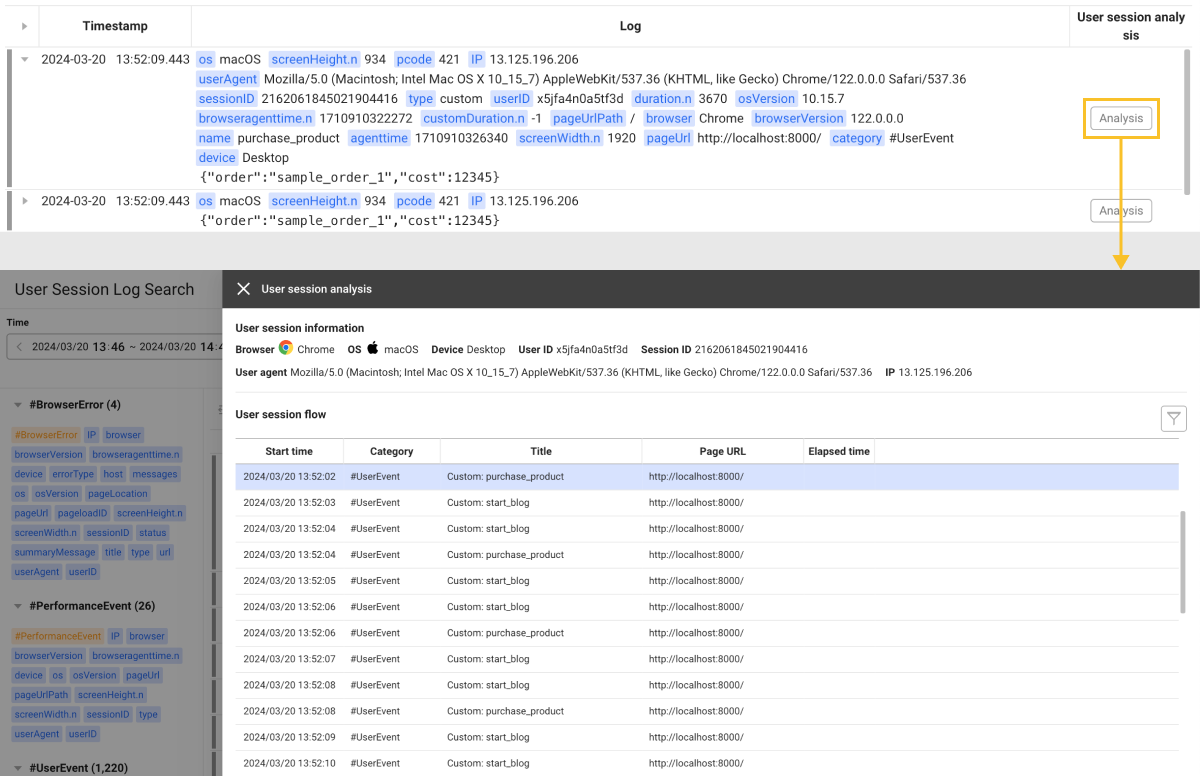 Timestamp Log User session analy
sis
2024-03-20 13:52:09.443 os macOS screenHeight.n 934 pcode 421 IP 13.125.196.206
userAgent Mozilla/5.0 (Macintosh; Intel Mac OS X 10_15_7) AppleWebKit/537.36 (KHTML, like Gecko) Chrome/122.0.0.0 Safari/537.36
sessionID 2162061845021904416 type custom userID x5jfa4n0a5tf3d duration.n 3670 osVersion 10.15.7
browseragenttime.n 1710910322272 customDuration.n -1 pageUrlPath / browser Chrome browserVersion 122.0.0.0
Analysis
name purchase_product agenttime 1710910326340 screenWidth.n 1920 pageUrl http://localhost:8000/ category #UserEvent
device Desktop
{"order":"sample_order_1","cost":12345}
2024-03-20 13:52:09.443 os macOS screenHeight.n 934 pcode 421 IP 13.125.196.206
Analysis
{"order":"sample_order_1","cost":12345}
User Session Log Search
Time
2024/03/20 13:46 ~ 2024/03/20 14:4
#BrowserError (4)
#BrowserError IP browser
browserVersion browseragenttime.n
device errorType host messages
os osVersion pageLocation
pageUrl pageloadID screenHeight.n
screenWidth.n sessionID status
summaryMessage title type url
userAgent userID
#PerformanceEvent (26)
#PerformanceEvent IP browser
browserVersion browseragenttime.n
device os osVersion pageUrl
pageUrlPath screenHeight.n
screenWidth.n sessionID type
userAgent userID
#UserEvent (1,220)
User session analysis
User session information
Browser Chrome OS macOS Device Desktop User ID x5jfa4n0a5tf3d Session ID 2162061845021904416
User agent Mozilla/5.0 (Macintosh; Intel Mac OS X 10_15_7) AppleWebKit/537.36 (KHTML, like Gecko) Chrome/122.0.0.0 Safari/537.36 IP 13.125.196.206
User session flow
Start time Category Title Page URL Elapsed time
2024/03/20 13:52:02 #UserEvent Custom: purchase_product http://localhost:8000/
2024/03/20 13:52:03 #UserEvent Custom: start_blog http://localhost:8000/
2024/03/20 13:52:04 #UserEvent Custom: start_blog http://localhost:8000/
2024/03/20 13:52:04 #UserEvent Custom: purchase_product http://localhost:8000/
2024/03/20 13:52:05 #UserEvent Custom: start_blog http://localhost:8000/
2024/03/20 13:52:06 #UserEvent Custom: start_blog http://localhost:8000/
2024/03/20 13:52:06 #UserEvent Custom: purchase_product http://localhost:8000/
2024/03/20 13:52:07 #UserEvent Custom: start_blog http://localhost:8000/
2024/03/20 13:52:08 #UserEvent Custom: start_blog http://localhost:8000/
2024/03/20 13:52:08 #UserEvent Custom: purchase_product http://localhost:8000/
2024/03/20 13:52:09 #UserEvent Custom: start_blog http://localhost:8000/
2024/03/20 13:52:10 #UserEvent Custom: start_blog http://localhost:8000/